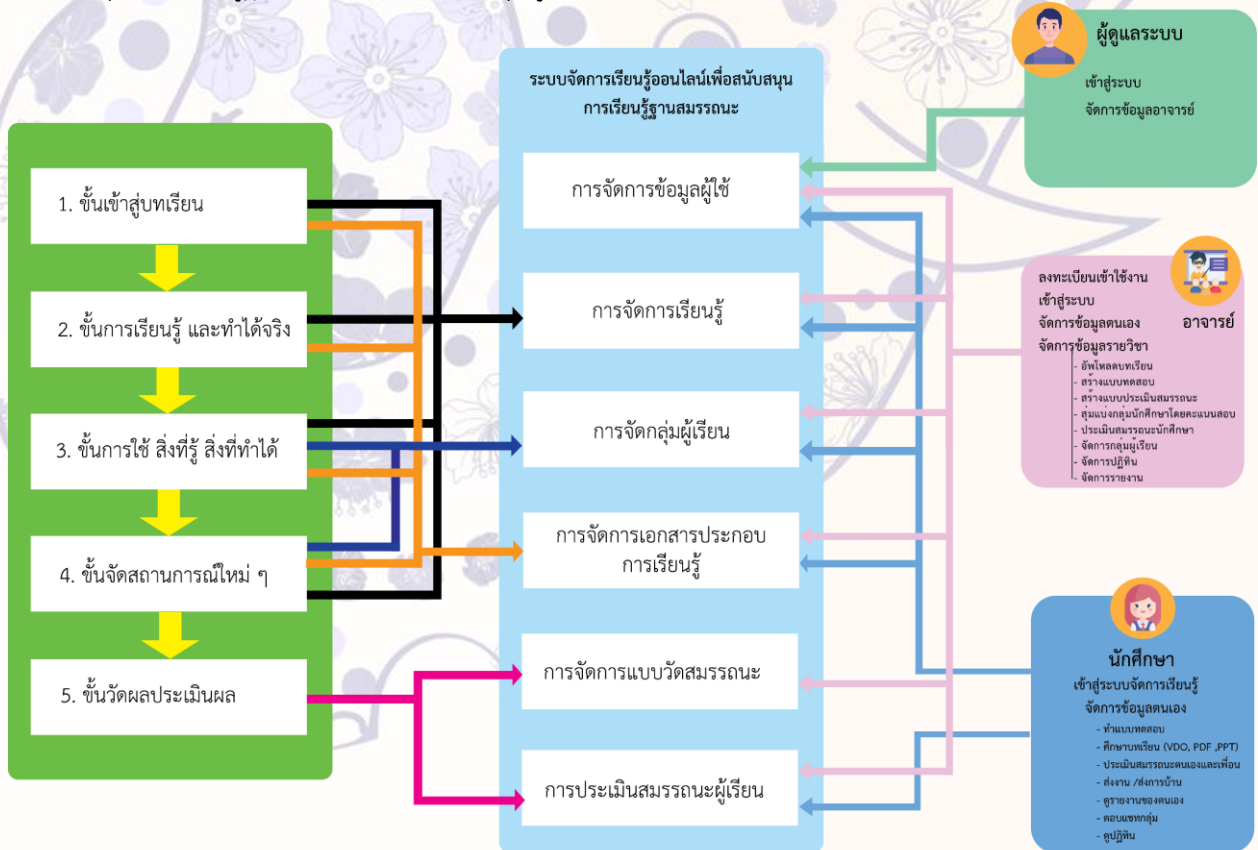 ระบบจัดการเรียนรู้ออนไลน์เพื่อสนับสนุน
การเรียนรู้ฐานสมรรถนะ
1. ขั้นเข้าสู่บทเรียน
2. ขั้นการเรียนรู้ และทำได้จริง
3. ขั้นการใช้ สิ่งที่รู้ สิ่งที่ทำได้
4. ขั้นจัดสถานการณ์ใหม่ ๆ
5. ขั้นวัดผลประเมินผล
การจัดการข้อมูลผู้ใช้
การจัดการเรียนรู้
การจัดกลุ่มผู้เรียน
การจัดการเอกสารประกอบ
การเรียนรู้
การจัดการแบบวัดสมรรถนะ
การประเมินสมรรถนะผู้เรียน
ผู้ดูแลระบบ
เข้าสู่ระบบ
จัดการข้อมูลอาจารย์
อาจารย์
ลงทะเบียนเข้าใช้งาน
เข้าสู่ระบบ
จัดการข้อมูลตนเอง
จัดการข้อมูลรายวิชา
- อัพโหลดบทเรียน
- สร้างแบบทดสอบ
- สร้างแบบประเมินสมรรถนะ
- สุ่มแบ่งกลุ่มนักศึกษาโดยคะแนนสอบ
- ประเมินสมรรถนะนักศึกษา
- จัดการกลุ่มผู้เรียน
- จัดการปฏิทิน
- จัดการรายงาน
นักศึกษา
เข้าสู่ระบบจัดการเรียนรู้
จัดการข้อมูลตนเอง
- ทำแบบทดสอบ
- ศึกษาบทเรียน (VDO, PDF ,PPT)
- ประเมินสมรรถนะตนเองและเพื่อน
- ส่งงาน /ส่งการบ้าน
- ดูรายงานของตนเอง
- ตอบแชทกลุ่ม
- ดูปฏิทิน